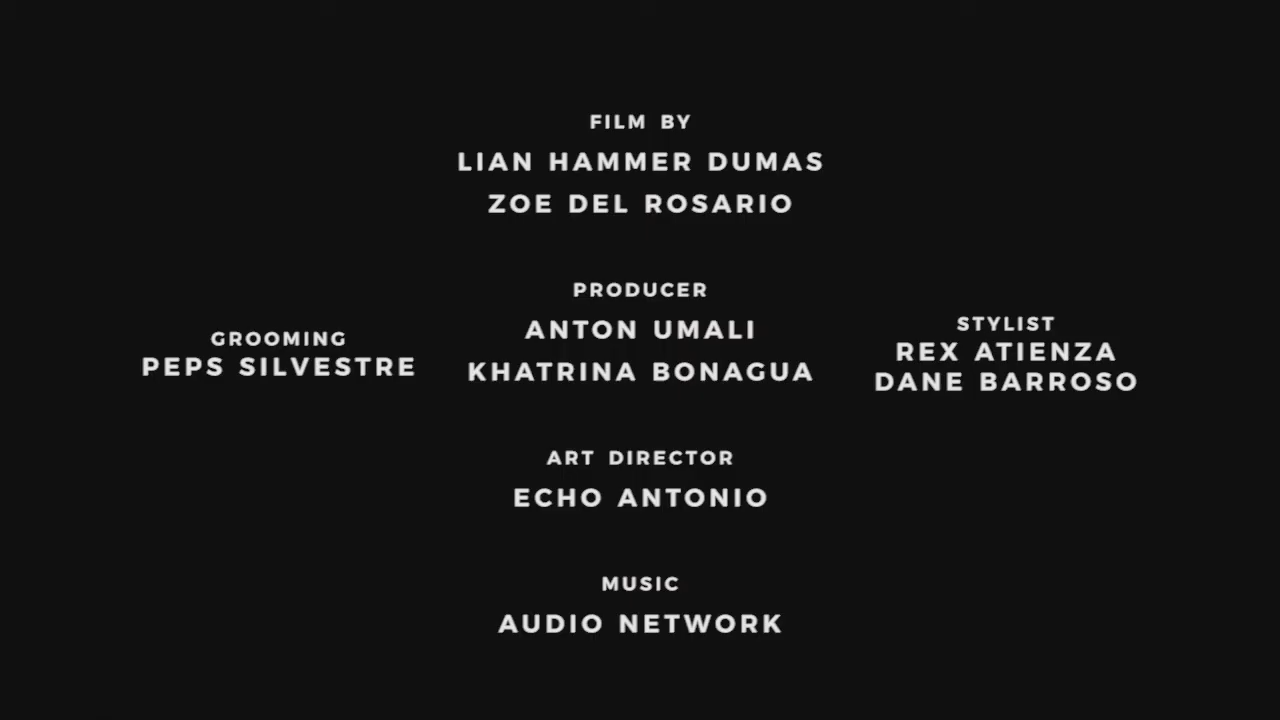 FILM BY
LIAN HAMMER DUMAS
ZOE DEL ROSARIO
GROOMING
PEPS SILVESTRE
PRODUCER
ANTON UMALI
KHATRINA BONAGUA
STYLIST
REX ATIENZA
DANE BARROSO
ART DIRECTOR
ECHO ANTONIO
MUSIC
AUDIO NETWORK